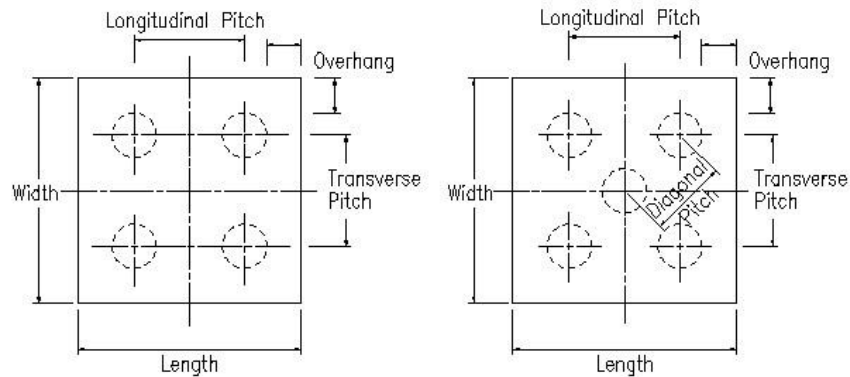 Longitudinal Pitch
Overhang
Width
Transverse
Pitch
Length
Longitudinal Pitch
Overhang
Width
Diagonal
Pitch
Transverse
Pitch
Length